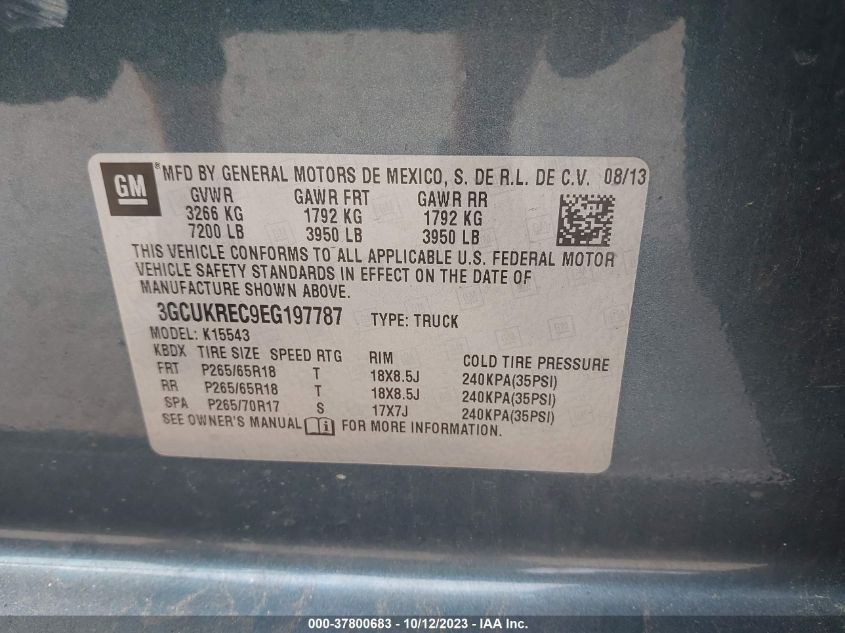 GM® MFD BY GENERAL MOTORS DE MEXICO, S. DE R.L. DE C.V. 08/13
GVWR GAWR FRT GAWR RR
3266 KG 1792 KG 1792 KG
7200 LB 3950 LB 3950 LB
THIS VEHICLE CONFORMS TO ALL APPLICABLE U.S. FEDERAL MOTOR
VEHICLE SAFETY STANDARDS IN EFFECT ON THE DATE OF
MANUFACTURE SHOWN ABOVE.
3GCUKREC9EG197787 TYPE: TRUCK
MODEL: K15543
KBDX TIRE SIZE SPEED RTG RIM COLD TIRE PRESSURE
FRT P265/65R18 T 18X8.5J 240KPA(35PSI)
RR P265/65R18 T 18X8.5J 240KPA(35PSI)
SPA P265/70R17 S 17X7J 240KPA(35PSI)
SEE OWNER'S MANUAL FOR MORE INFORMATION.
000-37800683 - 10/12/2023 - IAA Inc.